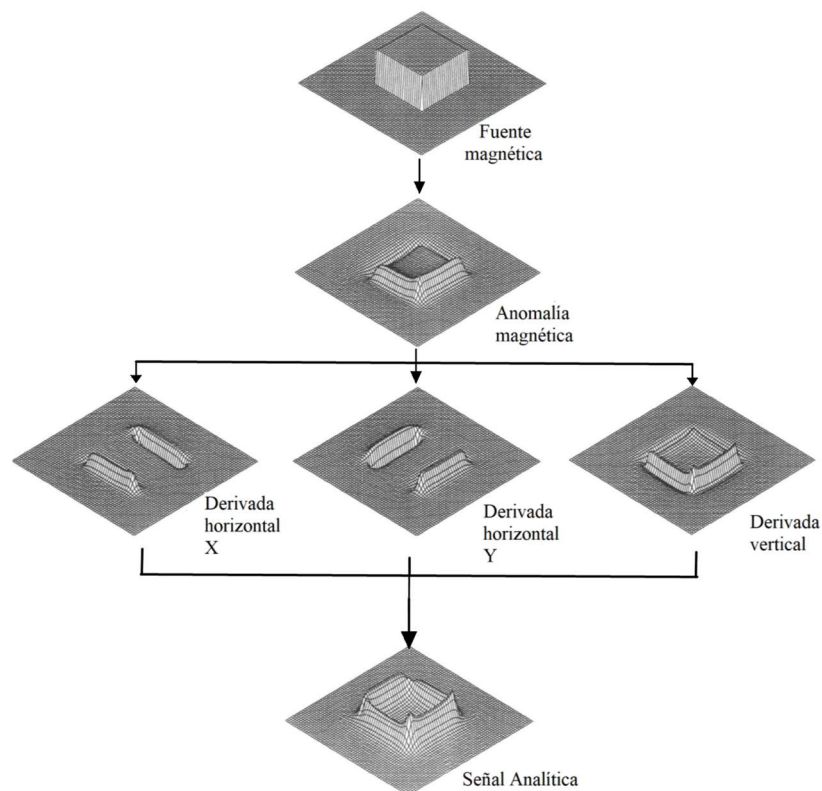 Fuente
magnética
Anomalía
magnética
Derivada
horizontal
X
Derivada
horizontal
Y
Derivada
vertical
Señal Analítica